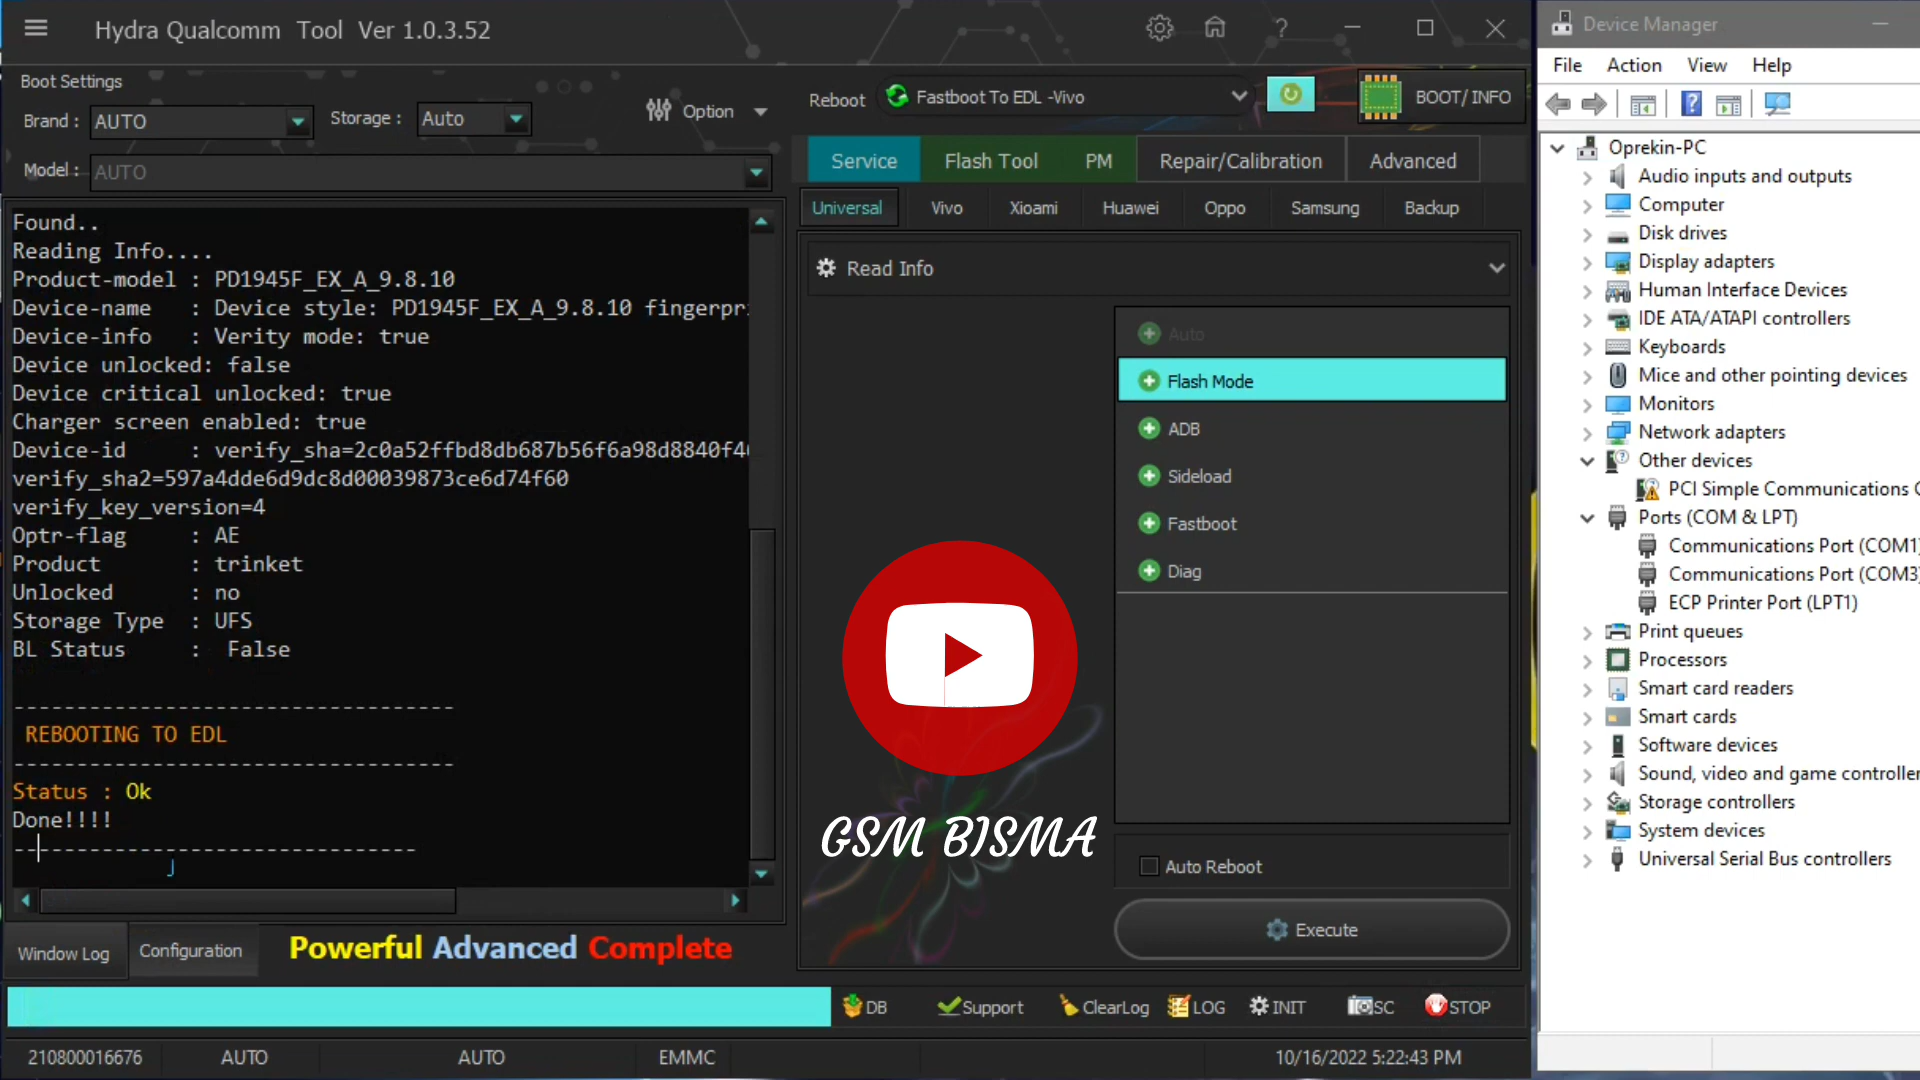 Hydra Qualcomm Tool Ver 1.0.3.52
Boot Settings
Brand : AUTO
Storage : Auto
Option
Model : AUTO
Reboot Fastboot To EDL -Vivo
BOOT/ INFO
Service Flash Tool PM Repair/Calibration Advanced
Universal Vivo Xioami Huawei Oppo Samsung Backup
Read Info
Found..
Reading Info....
Product-model : PD1945F_EX_A_9.8.10
Device-name : Device style: PD1945F_EX_A_9.8.10 fingerpri
Device-info : Verity mode: true
Device unlocked: false
Device critical unlocked: true
Charger screen enabled: true
Device-id : verify_sha=2c0a52ffbd8db687b56f6a98d8840f4
verify_sha2=597a4dde6d9dc8d00039873ce6d74f60
verify_key_version=4
Optr-flag : AE
Product : trinket
Unlocked : no
Storage Type : UFS
BL Status : False
-----------------------------------
REBOOTING TO EDL
-----------------------------------
Status : Ok
Done!!!!
--------------------------------
Auto
Flash Mode
ADB
Sideload
Fastboot
Diag
GSM BISMA
Auto Reboot
Execute
Window Log Configuration Powerful Advanced Complete
DB Support ClearLog LOG INIT SC STOP
210800016676 AUTO AUTO EMMC 10/16/2022 5:22:43 PM
Device Manager
File Action View Help
Oprekin-PC
Audio inputs and outputs
Computer
Disk drives
Display adapters
Human Interface Devices
IDE ATA/ATAPI controllers
Keyboards
Mice and other pointing devices
Monitors
Network adapters
Other devices
PCI Simple Communications C
Ports (COM & LPT)
Communications Port (COM1)
Communications Port (COM3)
ECP Printer Port (LPT1)
Print queues
Processors
Smart card readers
Smart cards
Software devices
Sound, video and game controller
Storage controllers
System devices
Universal Serial Bus controllers